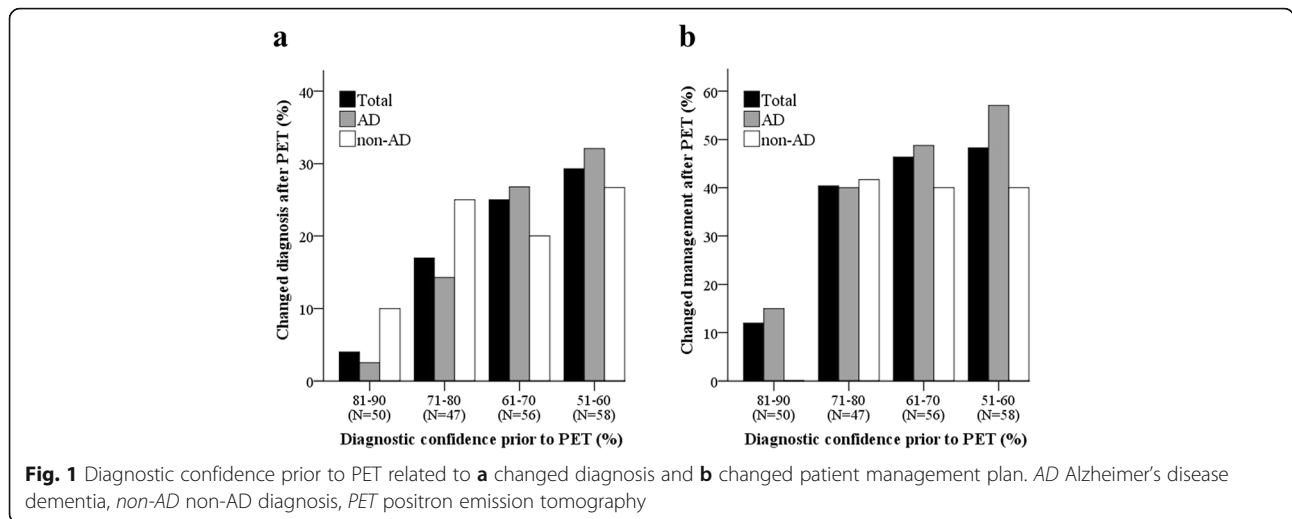 a
Changed diagnosis after PET (%)
40
30
20
10
0
Total
AD
non-AD
81-90 71-80 61-70 51-60
(N=50) (N=47) (N=56) (N=58)
Diagnostic confidence prior to PET (%)
b
Changed management after PET (%)
60
50
40
30
20
10
0
Total
AD
non-AD
81-90 71-80 61-70 51-60
(N=50) (N=47) (N=56) (N=58)
Diagnostic confidence prior to PET (%)
Fig. 1 Diagnostic confidence prior to PET related to a changed diagnosis and b changed patient management plan. AD Alzheimer's disease
dementia, non-AD non-AD diagnosis, PET positron emission tomography